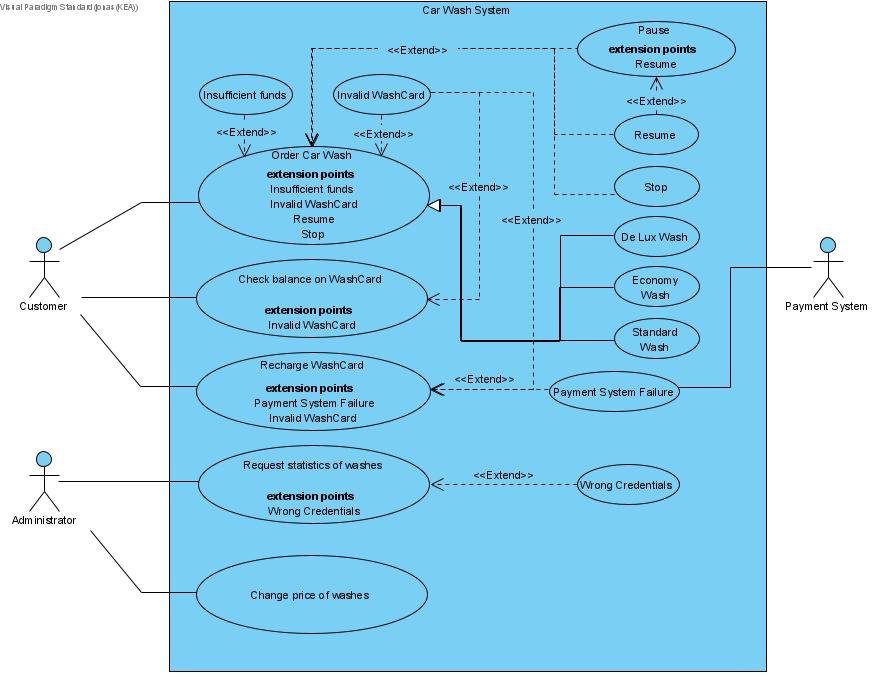 Visual Paradigm Standard(jonas(KEA))
Car Wash System
Pause
extension points
Resume
<<Extend>>
Insufficient funds
Invalid WashCard
<<Extend>>
<<Extend>>
<<Extend>>
Resume
Order Car Wash
extension points
Insufficient funds
Invalid WashCard
Resume
Stop
<<Extend>>
Stop
<<Extend>>
De Lux Wash
Economy
Wash
Standard
Wash
Customer
Payment System
Check balance on WashCard
extension points
Invalid WashCard
Recharge WashCard
extension points
Payment System Failure
Invalid WashCard
<<Extend>>
Payment System Failure
Administrator
Request statistics of washes
extension points
Wrong Credentials
<<Extend>>
Wrong Credentials
Change price of washes